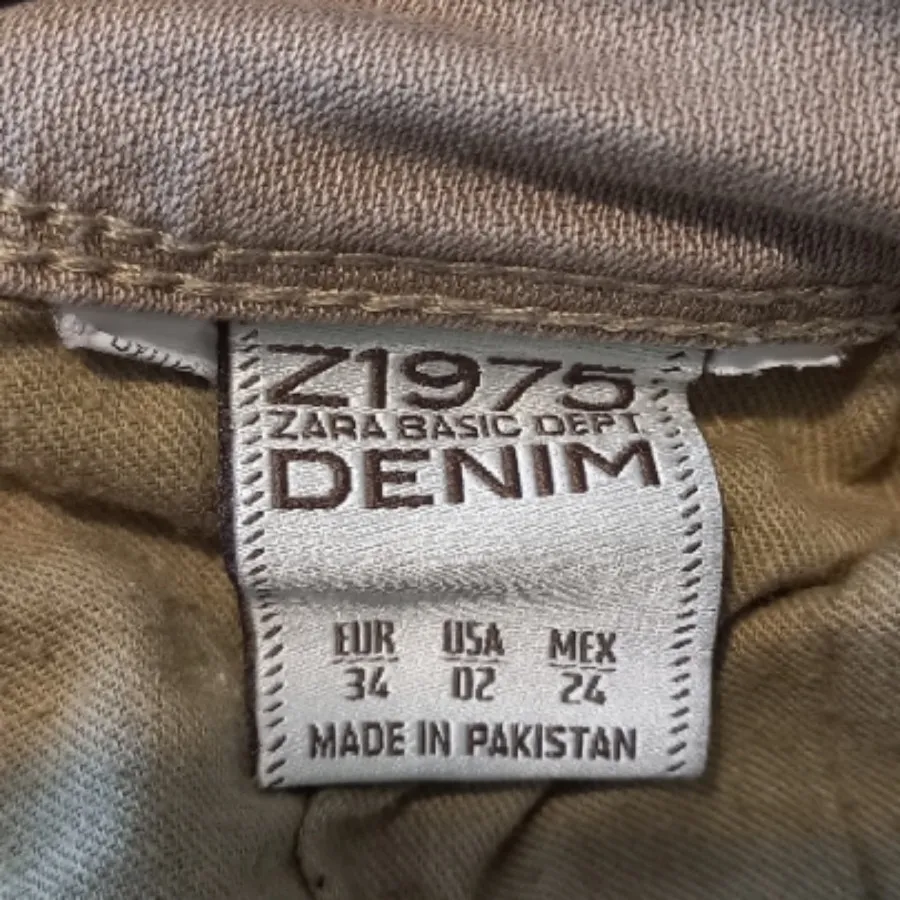 Z1975
ZARA BASIC DEPT.
DENIM
EUR USA MEX
34 02 24
MADE IN PAKISTAN